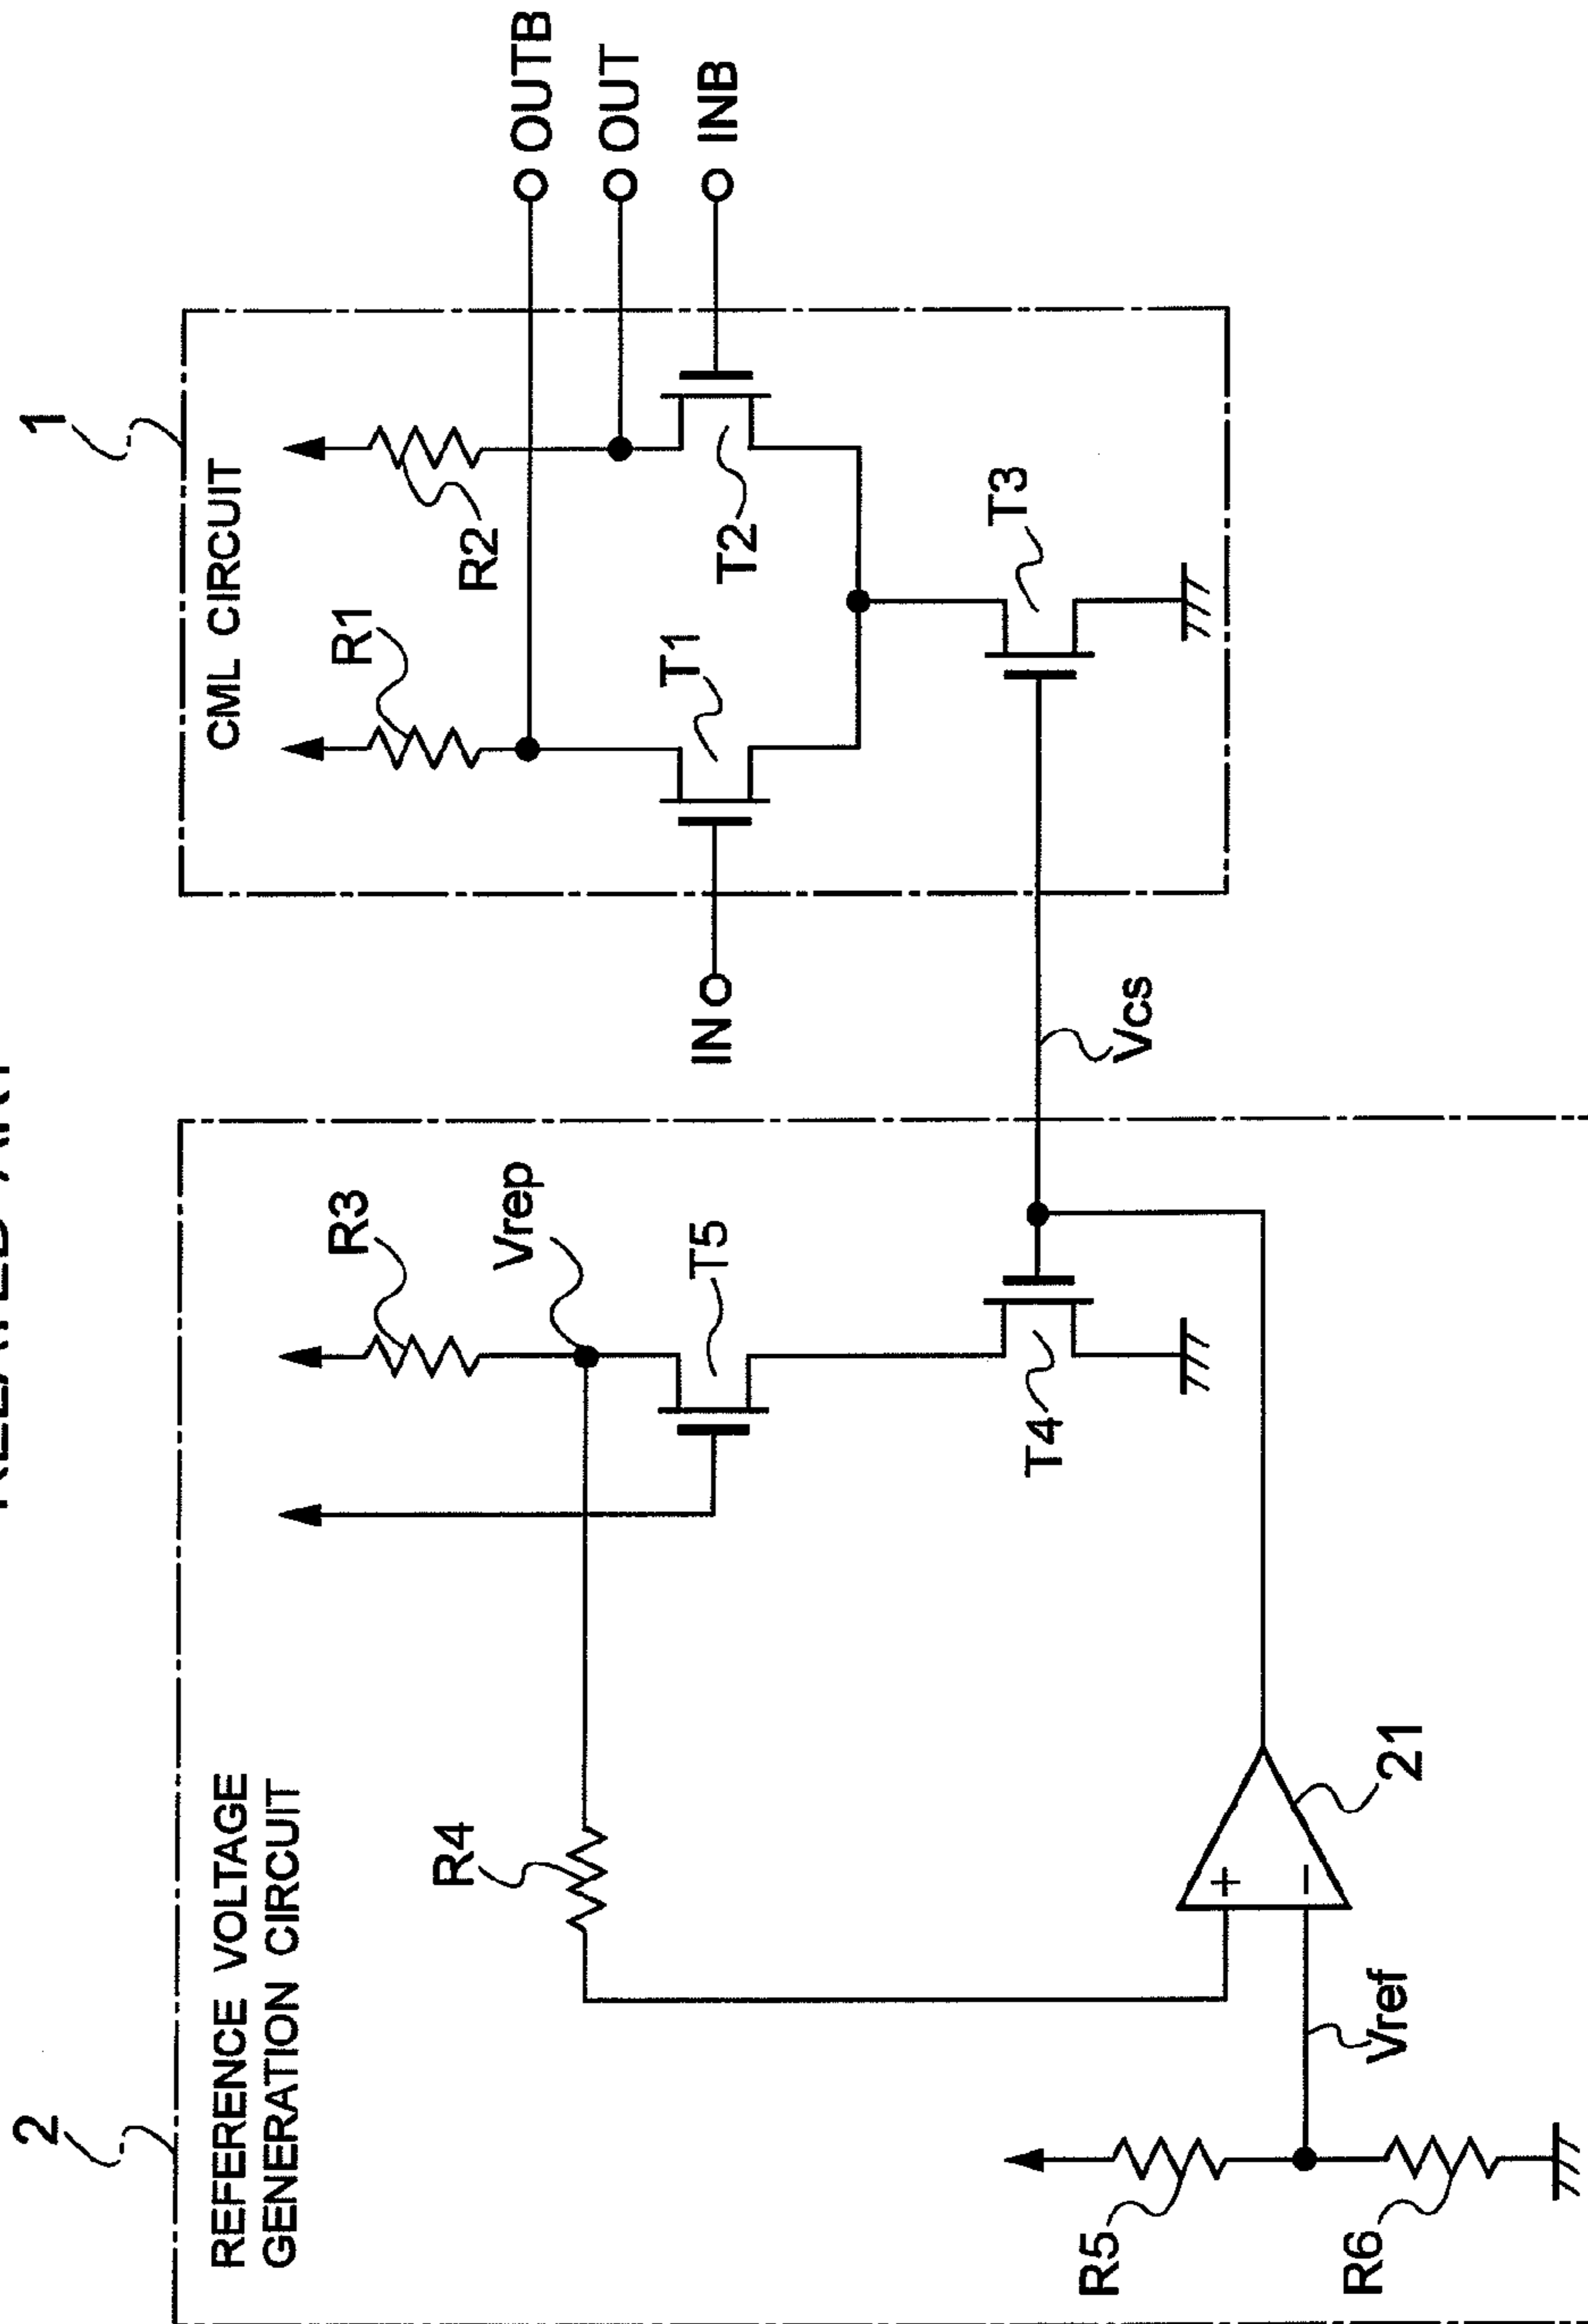 2
REFERENCE VOLTAGE
GENERATION CIRCUIT
R4
R3
Vrep
T5
T4
+
−
21
Vref
R5
R6
Vcs
1
CML CIRCUIT
R1
R2
T1
T2
T3
IN
OUTB
OUT
INB